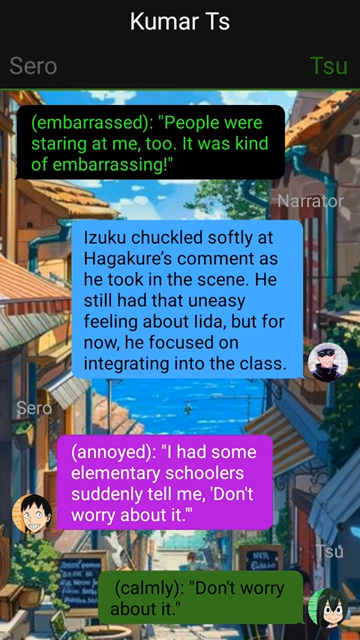 Kumar Ts
Sero
Tsu
(embarrassed): "People were
staring at me, too. It was kind
of embarrassing!"
Narrator
Izuku chuckled softly at
Hagakure’s comment as
he took in the scene. He
still had that uneasy
feeling about Iida, but for
now, he focused on
integrating into the class.
Sero
(annoyed): "I had some
elementary schoolers
suddenly tell me, 'Don't
worry about it.'"
Tsu
(calmly): "Don't worry
about it."